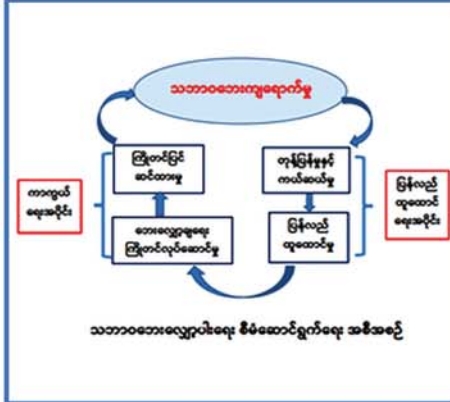 သဘာဝဘေးကျရောက်မှု
ကြိုတင်ပြင်
ဆင်ထားမှု
တုန့်ပြန်မှုနှင့်
ကယ်ဆယ်မှု
ကာကွယ်
ရေးအပိုင်း
ပြန်လည်
ထူထောင်
ရေးအပိုင်း
ဘေးလျှော့ချရေး
ကြိုတင်လုပ်ဆောင်မှု
ပြန်လည်
ထူထောင်မှု
သဘာဝဘေးလျှော့ပါးရေး စီမံဆောင်ရွက်ရေး အစီအစဉ်